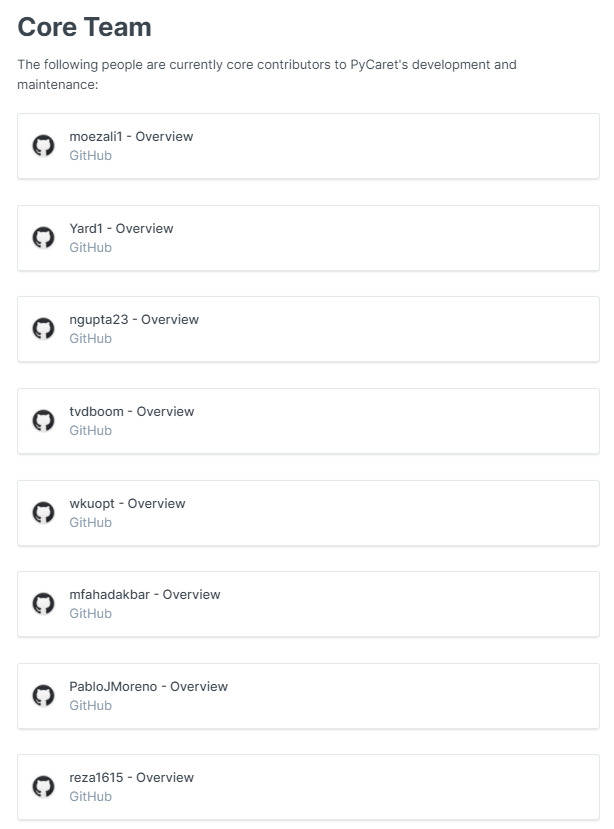 Core Team
The following people are currently core contributors to PyCaret's development and
maintenance:
moezali1 - Overview
GitHub
Yard1 - Overview
GitHub
ngupta23 - Overview
GitHub
tvdboom - Overview
GitHub
wkuopt - Overview
GitHub
mfahadakbar - Overview
GitHub
PabloJMoreno - Overview
GitHub
reza1615 - Overview
GitHub